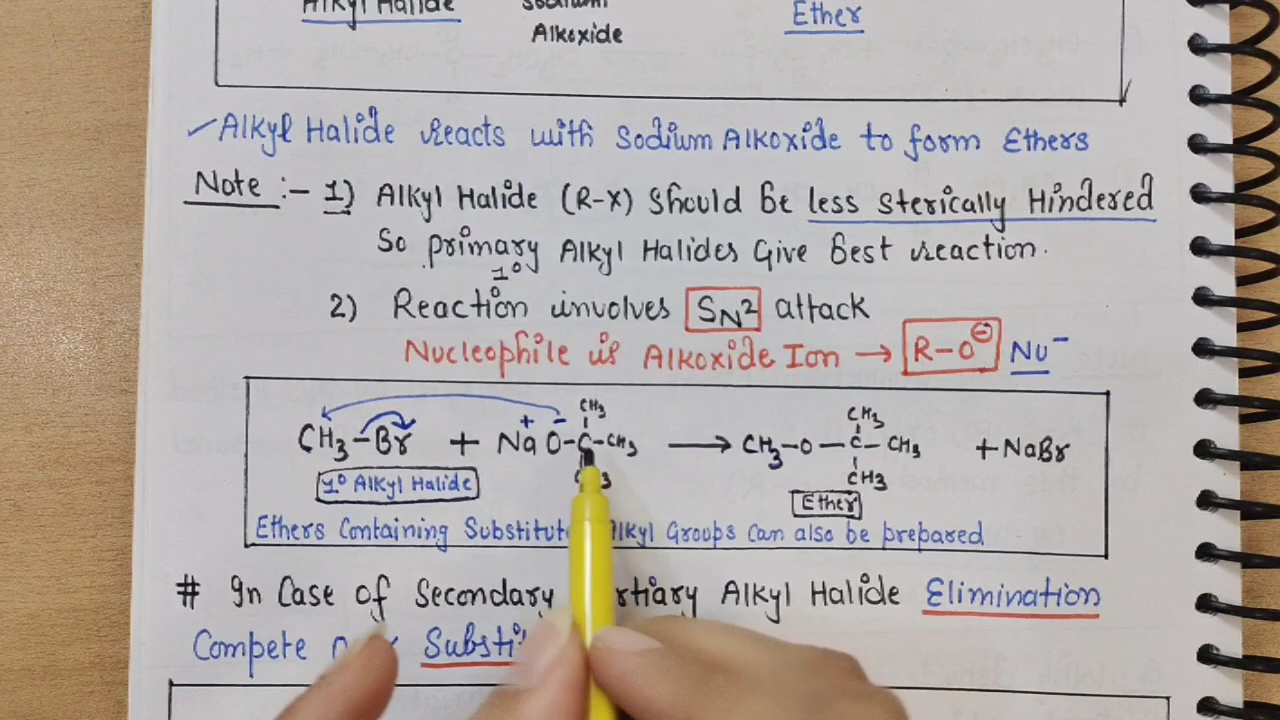 Alkyl Halide Sodium Ether
Alkoxide
✓Alkyl Halide reacts with Sodium Alkoxide to form Ethers
Note :- 1) Alkyl Halide (R-X) Should be less sterically Hindered
So primary Alkyl Halides Give Best reaction.
1°
2) Reaction involves SN2 attack
Nucleophile is Alkoxide Ion → R-O⊖ Nu⁻
CH3 CH3
CH3-Br + Na⁺ O⁻-C-CH3 → CH3-O-C-CH3 + NaBr
CH3 CH3
1° Alkyl Halide Ether
Ethers Containing Alkyl Groups can also be prepared
# In Case of Secondary Alkyl Halide Elimination
Compete